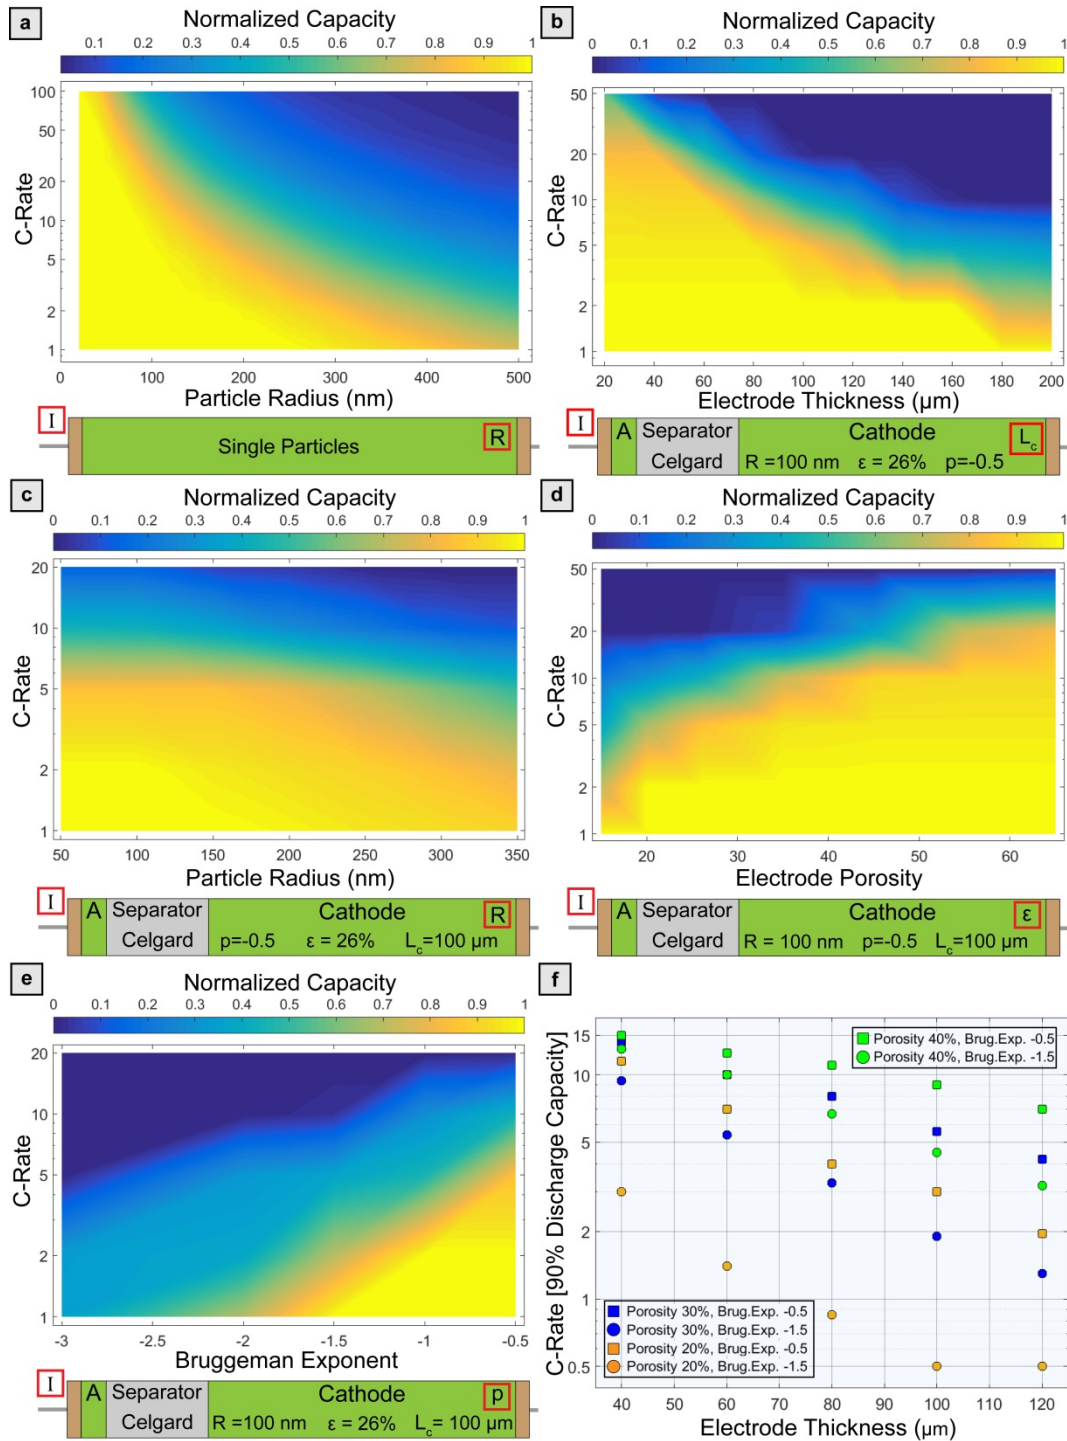 a
Normalized Capacity
0.1 0.2 0.3 0.4 0.5 0.6 0.7 0.8 0.9 1
C-Rate
100
50
20
10
5
2
1
0 100 200 300 400 500
Particle Radius (nm)
I
Single Particles
R
b
Normalized Capacity
0 0.1 0.2 0.3 0.4 0.5 0.6 0.7 0.8 0.9 1
C-Rate
50
20
10
5
2
1
20 40 60 80 100 120 140 160 180 200
Electrode Thickness (µm)
I
A Separator Cathode L_c
Celgard R =100 nm ε = 26% p=-0.5
c
Normalized Capacity
0 0.1 0.2 0.3 0.4 0.5 0.6 0.7 0.8 0.9 1
C-Rate
20
10
5
2
1
50 100 150 200 250 300 350
Particle Radius (nm)
I
A Separator Cathode R
Celgard p=-0.5 ε = 26% L_c=100 µm
d
Normalized Capacity
0 0.1 0.2 0.3 0.4 0.5 0.6 0.7 0.8 0.9 1
C-Rate
50
20
10
5
2
1
20 30 40 50 60
Electrode Porosity
I
A Separator Cathode ε
Celgard R = 100 nm p=-0.5 L_c=100 µm
e
Normalized Capacity
0 0.1 0.2 0.3 0.4 0.5 0.6 0.7 0.8 0.9 1
C-Rate
20
10
5
2
1
-3 -2.5 -2 -1.5 -1 -0.5
Bruggeman Exponent
I
A Separator Cathode p
Celgard R =100 nm ε = 26% L_c= 100 µm
f
C-Rate [90% Discharge Capacity]
15
10
5
2
1
0.5
Porosity 40%, Brug.Exp. -0.5
Porosity 40%, Brug.Exp. -1.5
Porosity 30%, Brug.Exp. -0.5
Porosity 30%, Brug.Exp. -1.5
Porosity 20%, Brug.Exp. -0.5
Porosity 20%, Brug.Exp. -1.5
40 50 60 70 80 90 100 110 120
Electrode Thickness (µm)